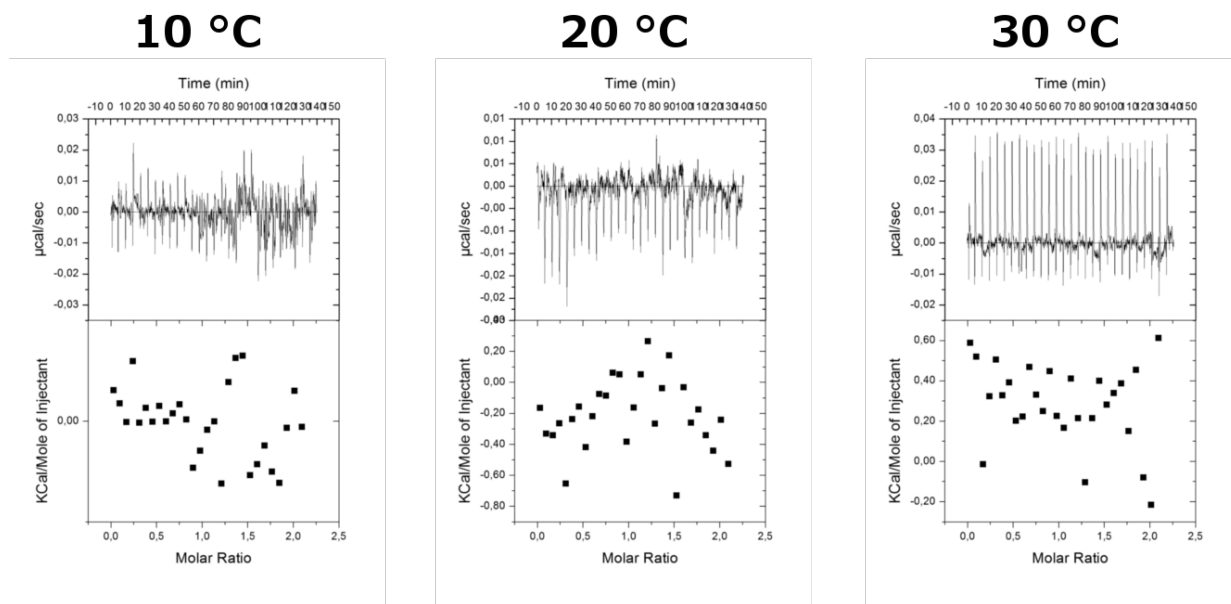 10 °C
Time (min)
-10 0 10 20 30 40 50 60 70 80 90 100 110 120 130 140 150
0,03
0,02
0,01
0,00
-0,01
-0,02
-0,03
µcal/sec
0,00
KCal/Mole of Injectant
0,0 0,5 1,0 1,5 2,0 2,5
Molar Ratio
20 °C
Time (min)
-10 0 10 20 30 40 50 60 70 80 90 100 110 120 130 140 150
0,01
0,01
0,01
0,00
-0,01
-0,01
-0,01
-0,02
-0,02
µcal/sec
0,20
0,00
-0,20
-0,40
-0,60
-0,80
KCal/Mole of Injectant
0,0 0,5 1,0 1,5 2,0 2,5
Molar Ratio
30 °C
Time (min)
-10 0 10 20 30 40 50 60 70 80 90 100 110 120 130 140 150
0,04
0,03
0,02
0,01
0,00
-0,01
-0,02
µcal/sec
0,60
0,40
0,20
0,00
-0,20
KCal/Mole of Injectant
0,0 0,5 1,0 1,5 2,0 2,5
Molar Ratio